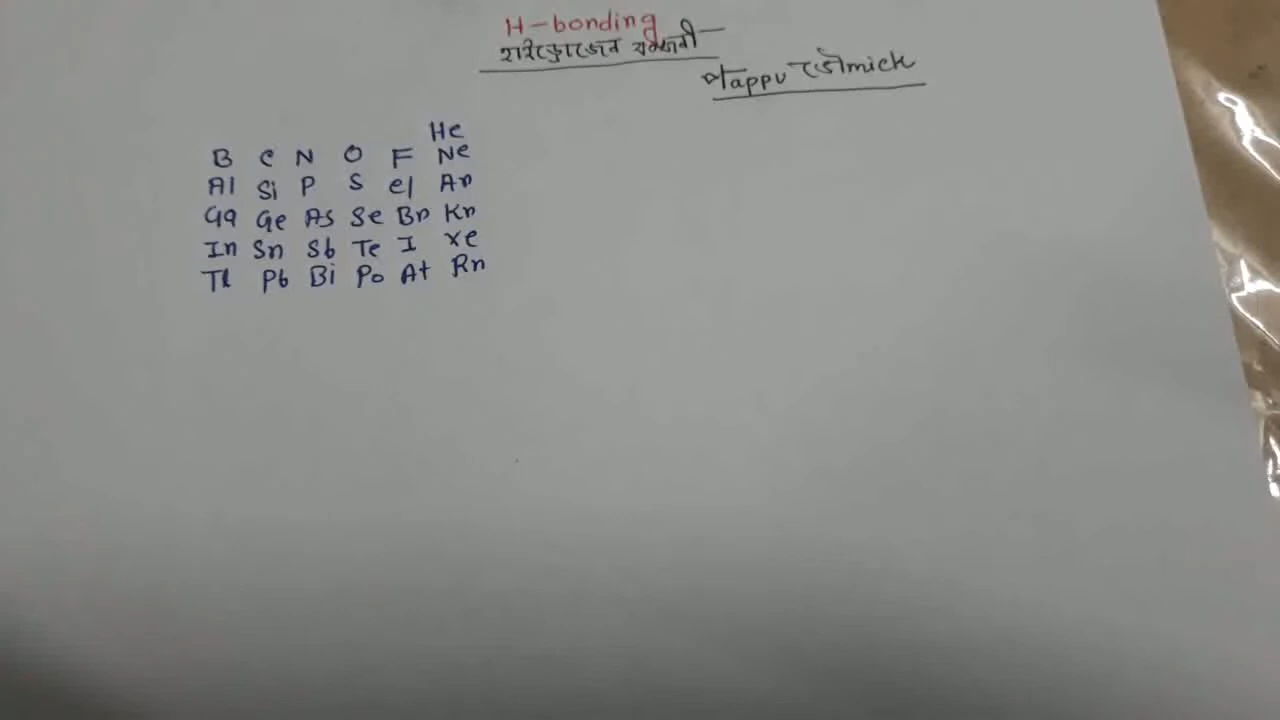 H-bonding
हाইড্রোজেন বন্ধনী
Pappu ভৌmick
He
B C N O F Ne
Al Si P S Cl Ar
Ga Ge As Se Br Kr
In Sn Sb Te I Xe
Tl Pb Bi Po At Rn